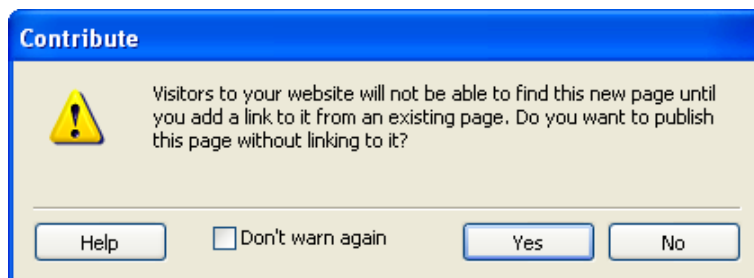 Contribute
Visitors to your website will not be able to find this new page until
you add a link to it from an existing page. Do you want to publish
this page without linking to it?
Help
Don't warn again
Yes
No